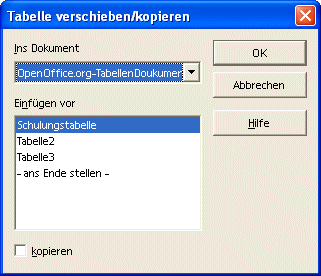 Tabelle verschieben/kopieren
Ins Dokument
OpenOffice.org-TabellenDoukumen
Einfügen vor
Schulungstabelle
Tabelle2
Tabelle3
- ans Ende stellen -
kopieren
OK
Abbrechen
Hilfe